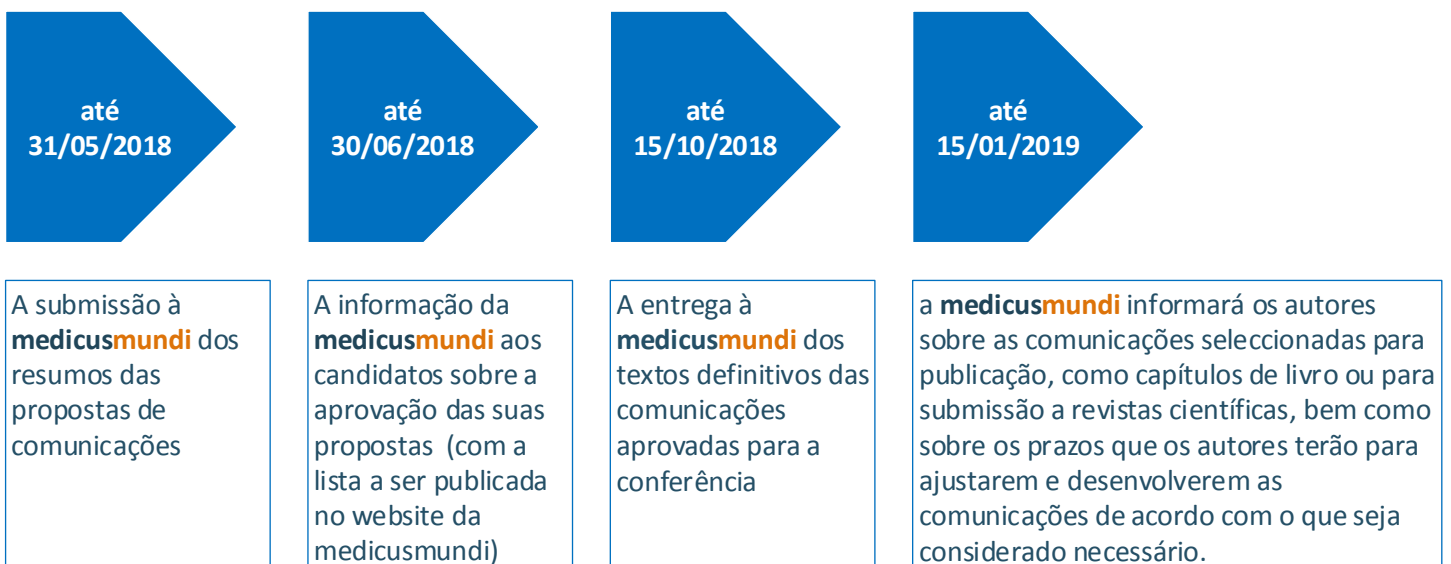 até
31/05/2018
até
30/06/2018
até
15/10/2018
até
15/01/2019
A submissão à
medicusmundi dos
resumos das
propostas de
comunicações
A informação da
medicusmundi aos
candidatos sobre a
aprovação das suas
propostas (com a
lista a ser publicada
no website da
medicusmundi)
A entrega à
medicusmundi dos
textos definitivos das
comunicações
aprovadas para a
conferência
a medicusmundi informará os autores
sobre as comunicações seleccionadas para
publicação, como capítulos de livro ou para
submissão a revistas científicas, bem como
sobre os prazos que os autores terão para
ajustarem e desenvolverem as
comunicações de acordo com o que seja
considerado necessário.